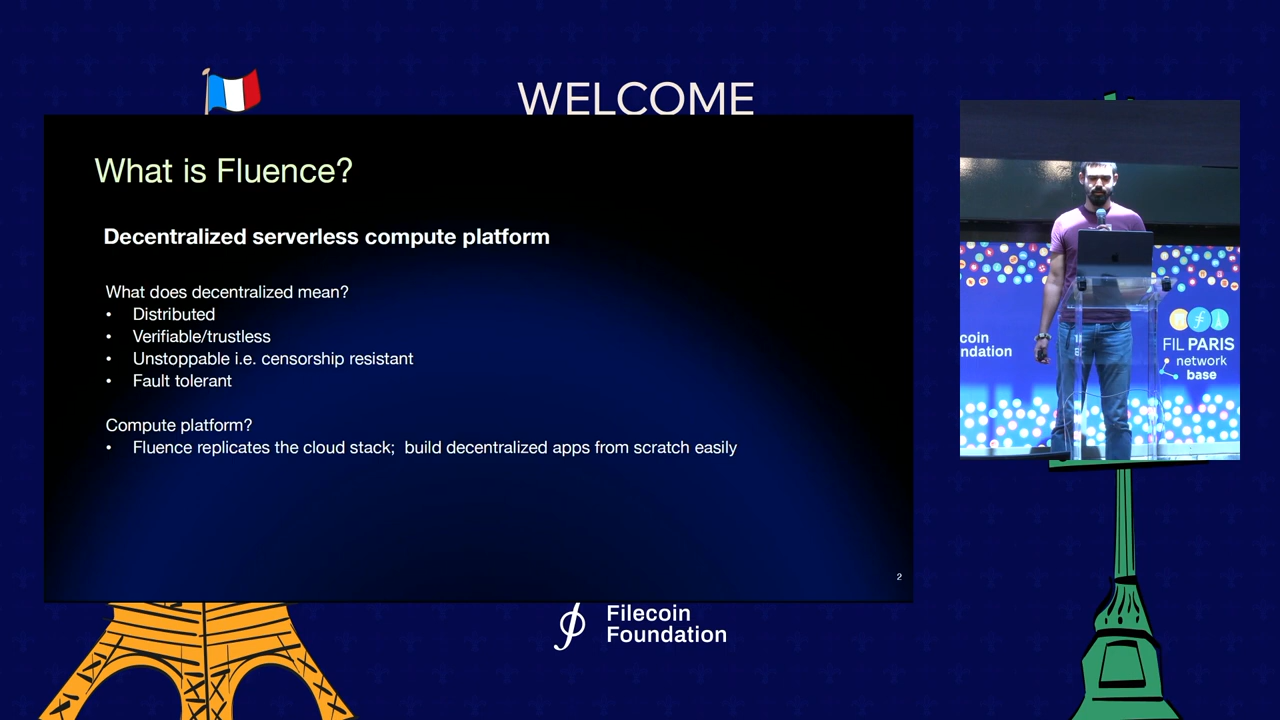 WELCOME
What is Fluence?
Decentralized serverless compute platform
What does decentralized mean?
• Distributed
• Verifiable/trustless
• Unstoppable i.e. censorship resistant
• Fault tolerant
Compute platform?
• Fluence replicates the cloud stack;  build decentralized apps from scratch easily
2
coin
ndation
FIL PARIS
network
base
Filecoin
Foundation